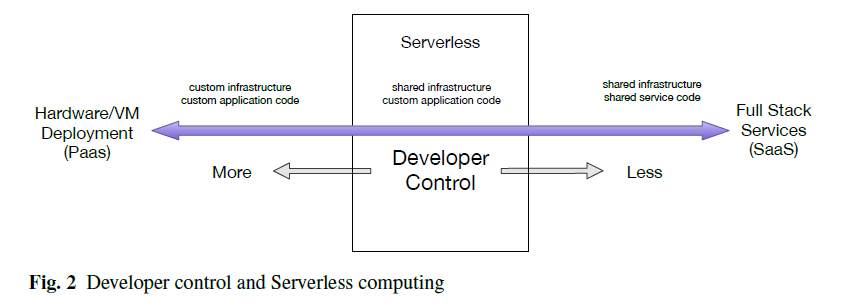 Serverless
custom infrastructure
custom application code
shared infrastructure
custom application code
shared infrastructure
shared service code
Hardware/VM
Deployment
(Paas)
Full Stack
Services
(SaaS)
More
Developer
Control
Less
Fig. 2 Developer control and Serverless computing